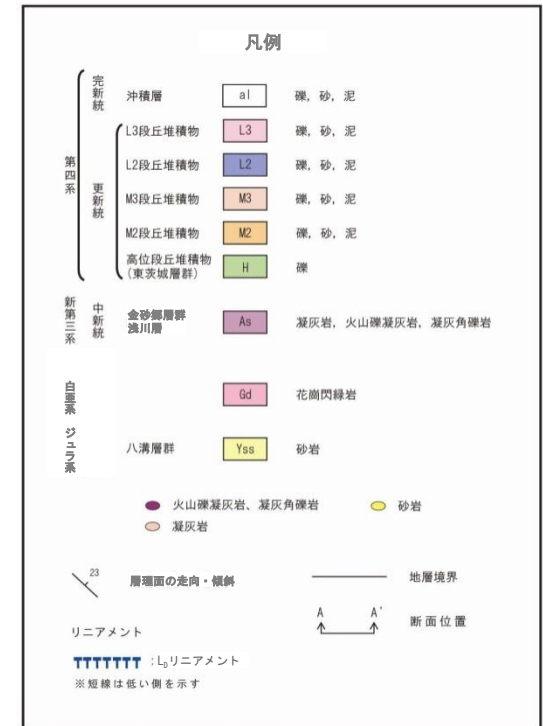 凡例
第四系
完新統
沖積層 al 礫，砂，泥
更新統
L3段丘堆積物 L3 礫，砂，泥
L2段丘堆積物 L2 礫，砂，泥
M3段丘堆積物 M3 礫，砂，泥
M2段丘堆積物 M2 礫，砂，泥
高位段丘堆積物
(東茨城層群) H 礫
新第三系
中新統
金砂郷層群
浅川層 As 凝灰岩，火山礫凝灰岩，凝灰角礫岩
白亜系
Gd 花崗閃緑岩
ジュラ系
八溝層群 Yss 砂岩
火山礫凝灰岩、凝灰角礫岩 砂岩
凝灰岩
23 層理面の走向・傾斜 地層境界
A A' 断面位置
リニアメント
：LDリニアメント
※短線は低い側を示す